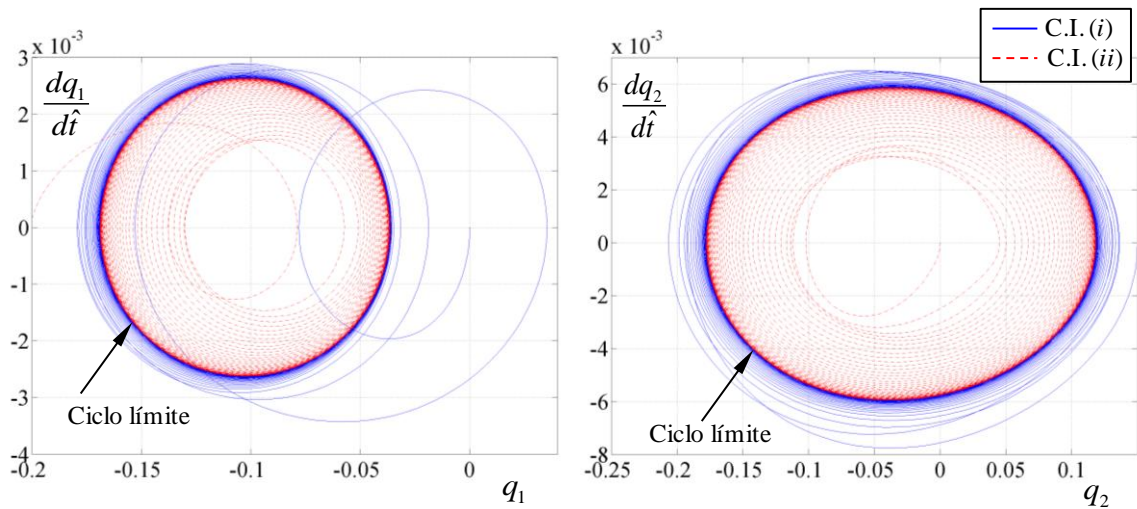 x 10⁻³
3
2
1
0
-1
-2
-3
-4
-0.2
-0.15
-0.1
-0.05
0
dq₁
dt̂
Ciclo límite
q₁
x 10⁻³
6
4
2
0
-2
-4
-6
-8
-0.25
-0.2
-0.15
-0.1
-0.05
0
0.05
0.1
dq₂
dt̂
Ciclo límite
q₂
C.I. (i)
C.I. (ii)